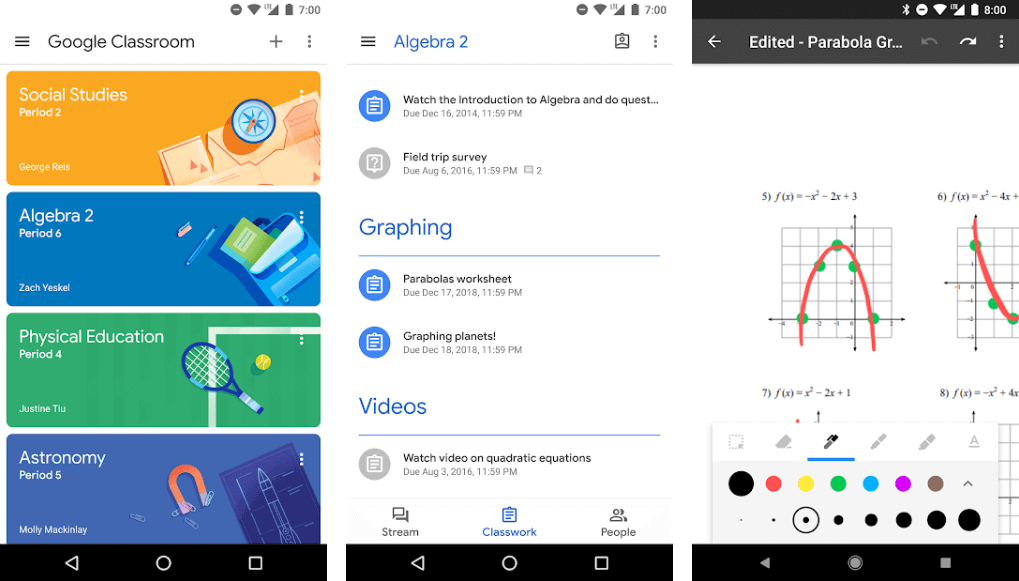 7:00
Google Classroom
Social Studies
Period 2
George Reis
Algebra 2
Period 6
Zach Yeskel
Physical Education
Period 4
Justine Tiu
Astronomy
Period 5
Molly Mackinlay
7:00
Algebra 2
Watch the Introduction to Algebra and do quest...
Due Dec 16, 2014, 11:59 PM
Field trip survey
Due Aug 6, 2016, 11:59 PM 2
Graphing
Parabolas worksheet
Due Dec 17, 2018, 11:59 PM
Graphing planets!
Due Dec 18, 2018, 11:59 PM
Videos
Watch video on quadratic equations
Due Aug 3, 2016, 11:59 PM
Stream
Classwork
People
8:00
Edited - Parabola Gr...
5) f(x) = −x² − 2x + 3
6) f(x) = x² − 4x +
7) f(x) = x² − 2x + 1
8) f(x) = −x² + 4x
A